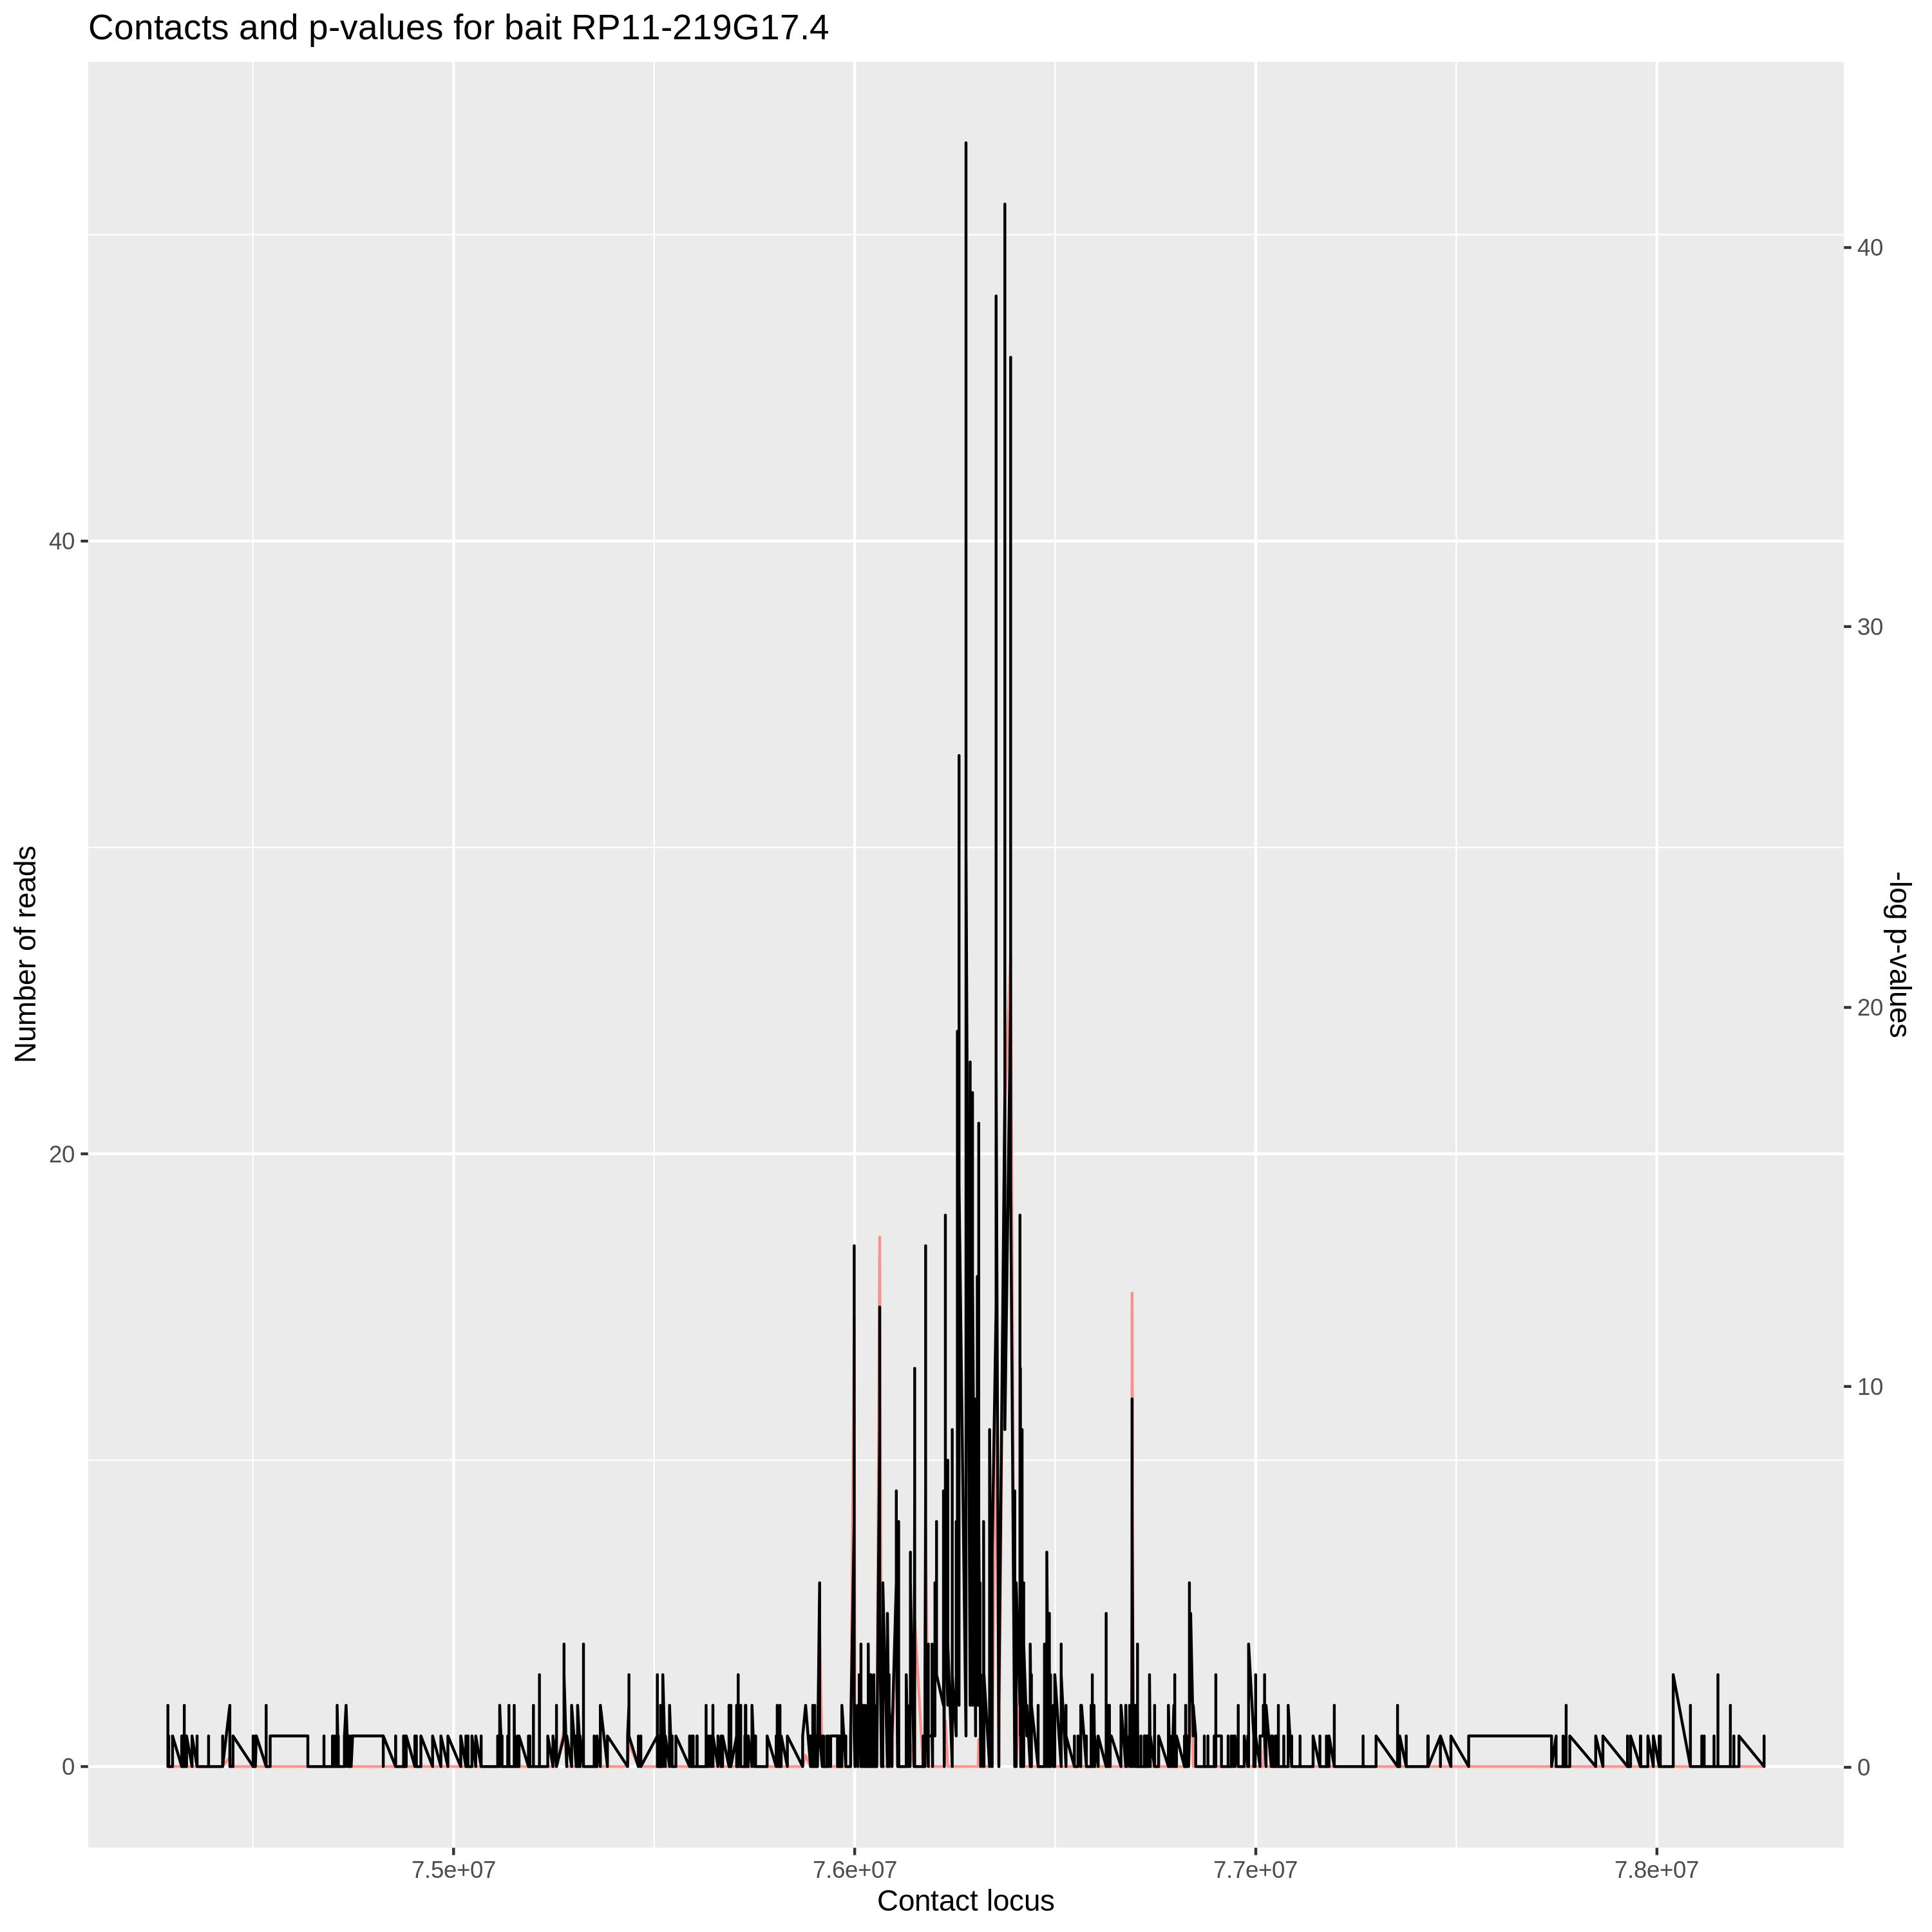 Contacts and p-values for bait RP11-219G17.4
Number of reads
40
20
0
40
30
20
10
0
-log p-values
7.5e+07 7.6e+07 7.7e+07 7.8e+07
Contact locus